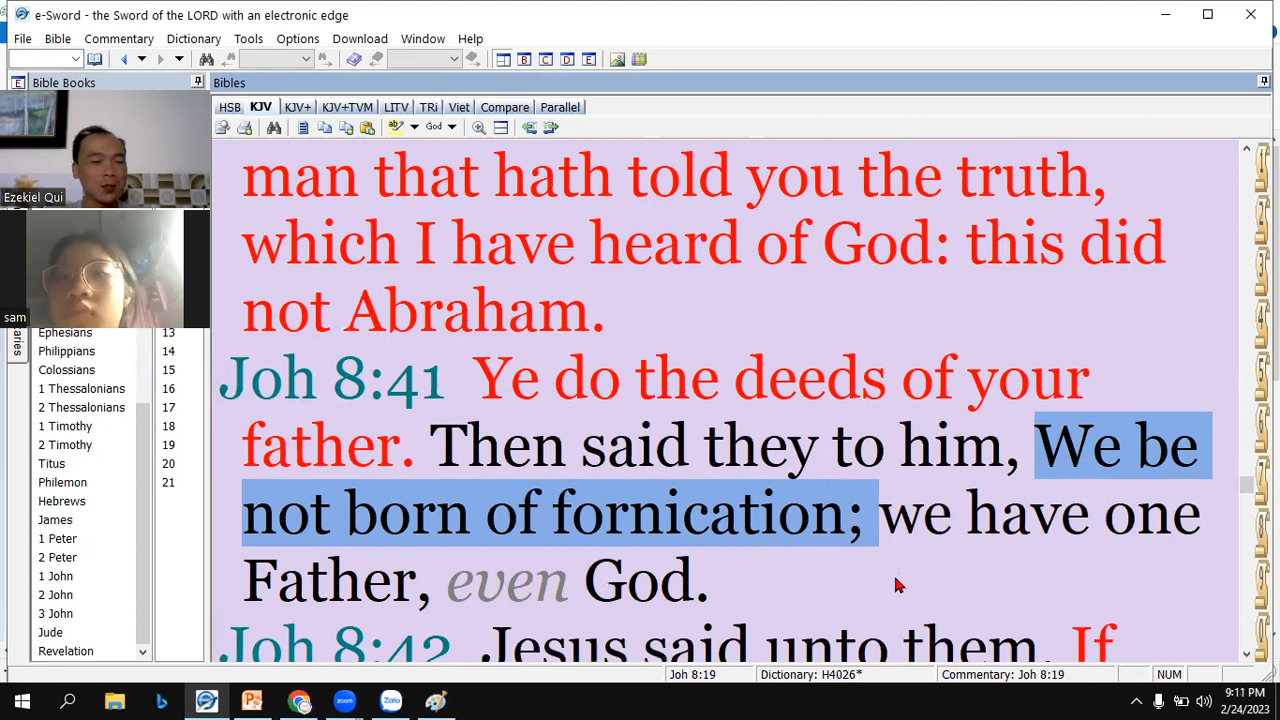 e-Sword - the Sword of the LORD with an electronic edge
File Bible Commentary Dictionary Tools Options Download Window Help
B C D E
E Bible Books
Bibles
HSB KJV KJV+ KJV+TVM LITV TRi Viet Compare Parallel
God
Ezekiel Qui
sam
Ephesians
Philippians
Colossians
1 Thessalonians
2 Thessalonians
1 Timothy
2 Timothy
Titus
Philemon
Hebrews
James
1 Peter
2 Peter
1 John
2 John
3 John
Jude
Revelation
13
14
15
16
17
18
19
20
21
man that hath told you the truth,
which I have heard of God: this did
not Abraham.
Joh 8:41 Ye do the deeds of your
father. Then said they to him, We be
not born of fornication; we have one
Father, even God.
Joh 8:42 Jesus said unto them, If
Joh 8:19
Dictionary: H4026*
Commentary: Joh 8:19
NUM
zoom
Zalo
9:11 PM
2/24/2023